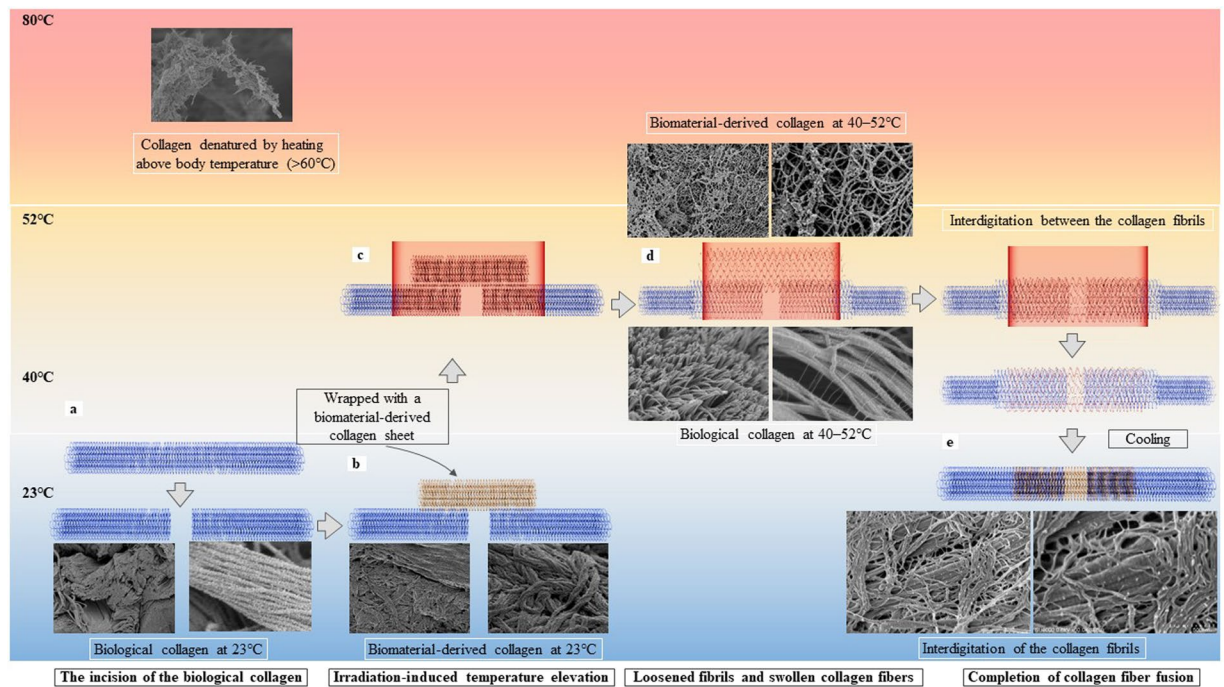 80℃
Collagen denatured by heating
above body temperature (>60℃)
Biomaterial-derived collagen at 40–52℃
52℃
Interdigitation between the collagen fibrils
c
d
40℃
a
Wrapped with a
biomaterial-derived
collagen sheet
Biological collagen at 40–52℃
e
Cooling
b
23℃
Biological collagen at 23℃
Biomaterial-derived collagen at 23℃
Interdigitation of the collagen fibrils
The incision of the biological collagen
Irradiation-induced temperature elevation
Loosened fibrils and swollen collagen fibers
Completion of collagen fiber fusion